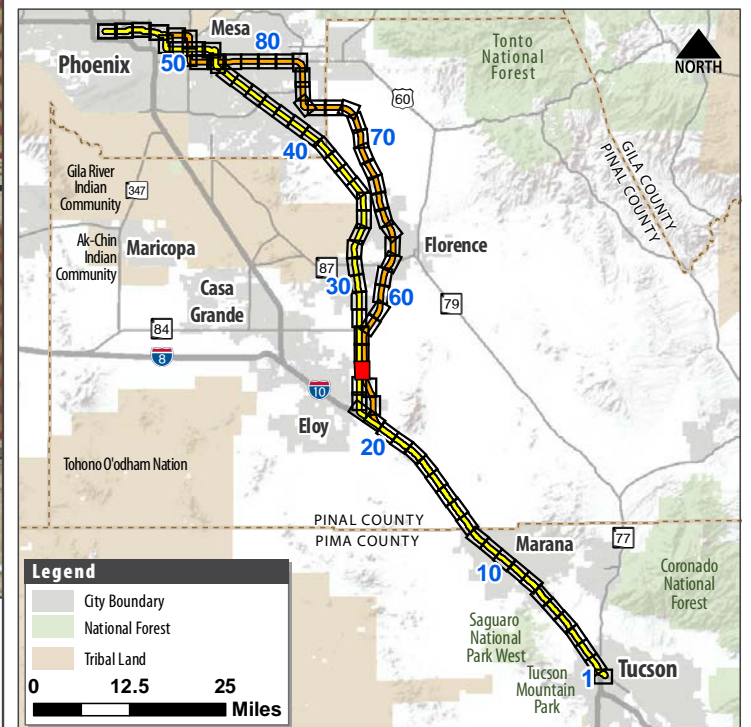 Mesa
80
Phoenix
50
Tonto
National
Forest
NORTH
60
70
40
GILA COUNTY
PINAL COUNTY
Gila River
Indian
Community
347
Ak-Chin
Indian
Community
Maricopa
Florence
87
Casa
Grande
30
60
79
84
8
10
Eloy
20
Tohono O'odham Nation
PINAL COUNTY
PIMA COUNTY
Marana
77
10
Coronado
National
Forest
Saguaro
National
Park West
Tucson
Mountain
Park
1
Tucson
Legend
City Boundary
National Forest
Tribal Land
0 12.5 25
Miles